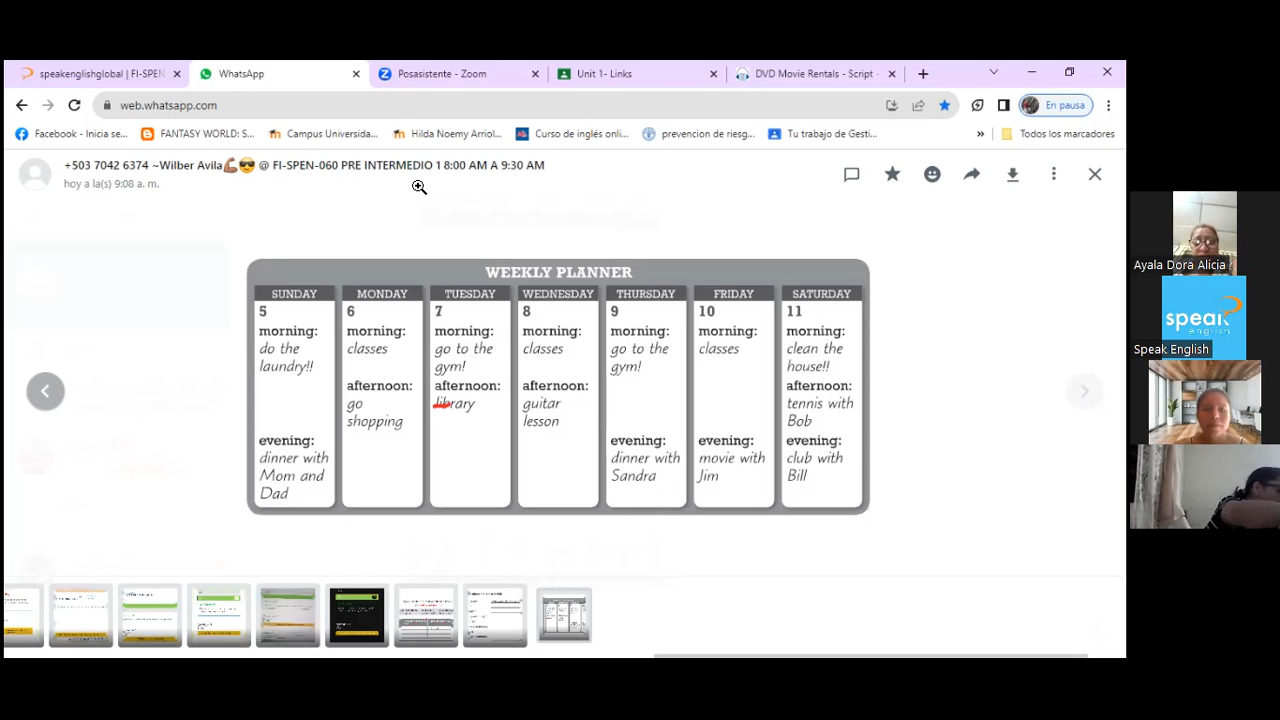 speakenglishglobal | FI-SPEN
WhatsApp
Posasistente - Zoom
Unit 1- Links
DVD Movie Rentals - Script -
web.whatsapp.com
En pausa
Facebook - Inicia se...
FANTASY WORLD: S...
Campus Universida...
Hilda Noemy Arriol...
Curso de inglés onli...
prevencion de riesg...
Tu trabajo de Gesti...
»
Todos los marcadores
+503 7042 6374 ~Wilber Avila💪🏽😎 @ FI-SPEN-060 PRE INTERMEDIO 1 8:00 AM A 9:30 AM
hoy a la(s) 9:08 a. m.
WEEKLY PLANNER
SUNDAY
5
morning:
do the
laundry!!
evening:
dinner with
Mom and
Dad
MONDAY
6
morning:
classes
afternoon:
go
shopping
TUESDAY
7
morning:
go to the
gym!
afternoon:
library
WEDNESDAY
8
morning:
classes
afternoon:
guitar
lesson
THURSDAY
9
morning:
go to the
gym!
evening:
dinner with
Sandra
FRIDAY
10
morning:
classes
evening:
movie with
Jim
SATURDAY
11
morning:
clean the
house!!
afternoon:
tennis with
Bob
evening:
club with
Bill
Ayala Dora Alicia
speak
english
Speak English